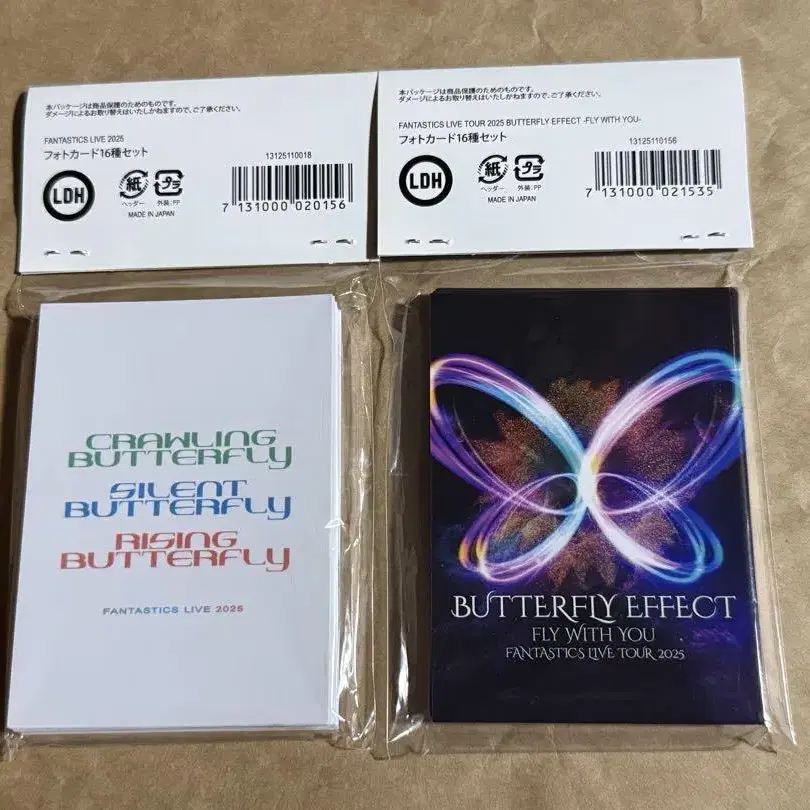 本パッケージは商品保護のためのものです。
ダメージによるお取り替えはいたしかねますので、ご了承ください。
FANTASTICS LIVE 2025
フォトカード16種セット
LDH
紙
ヘッダー
プラ
外装:PP
MADE IN JAPAN
13125110018
7 131000 020156
本パッケージは商品保護のためのものです。
ダメージによるお取り替えはいたしかねますので、ご了承ください。
FANTASTICS LIVE TOUR 2025 BUTTERFLY EFFECT -FLY WITH YOU-
フォトカード16種セット
LDH
紙
ヘッダー
プラ
外装:PP
MADE IN JAPAN
13125110156
7 131000 021535
CRAWLING
BUTTERFLY
SILENT
BUTTERFLY
RISING
BUTTERFLY
FANTASTICS LIVE 2025
BUTTERFLY EFFECT
FLY WITH YOU
FANTASTICS LIVE TOUR 2025